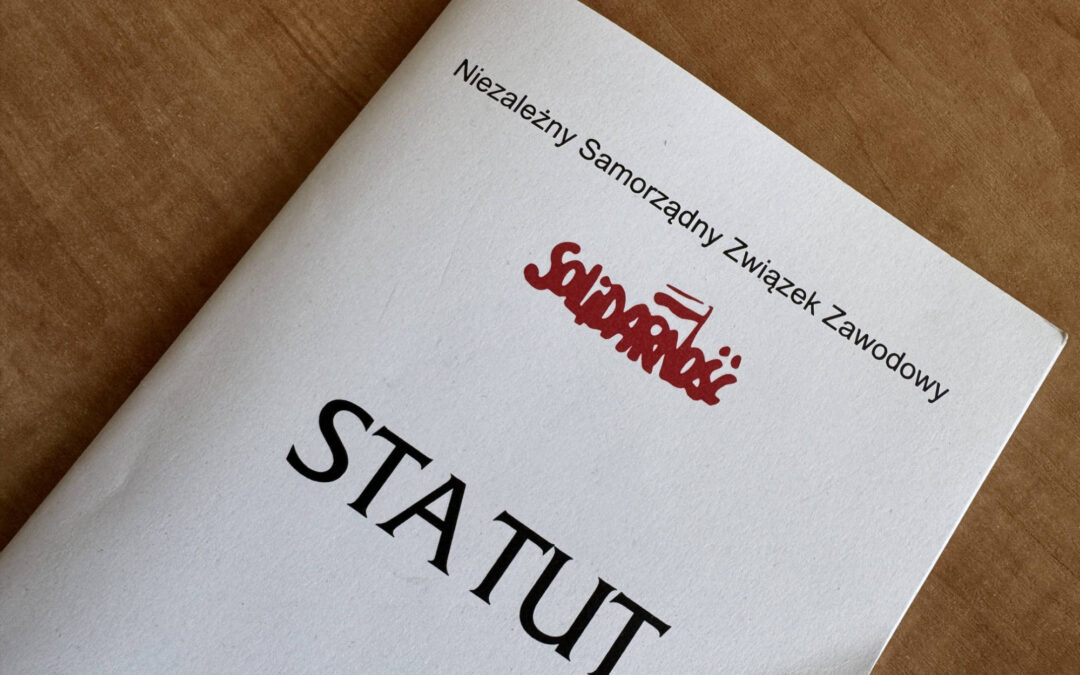 Niezależny Samorządny Związek Zawodowy
SOLiDARNOŚĆ
STATUT